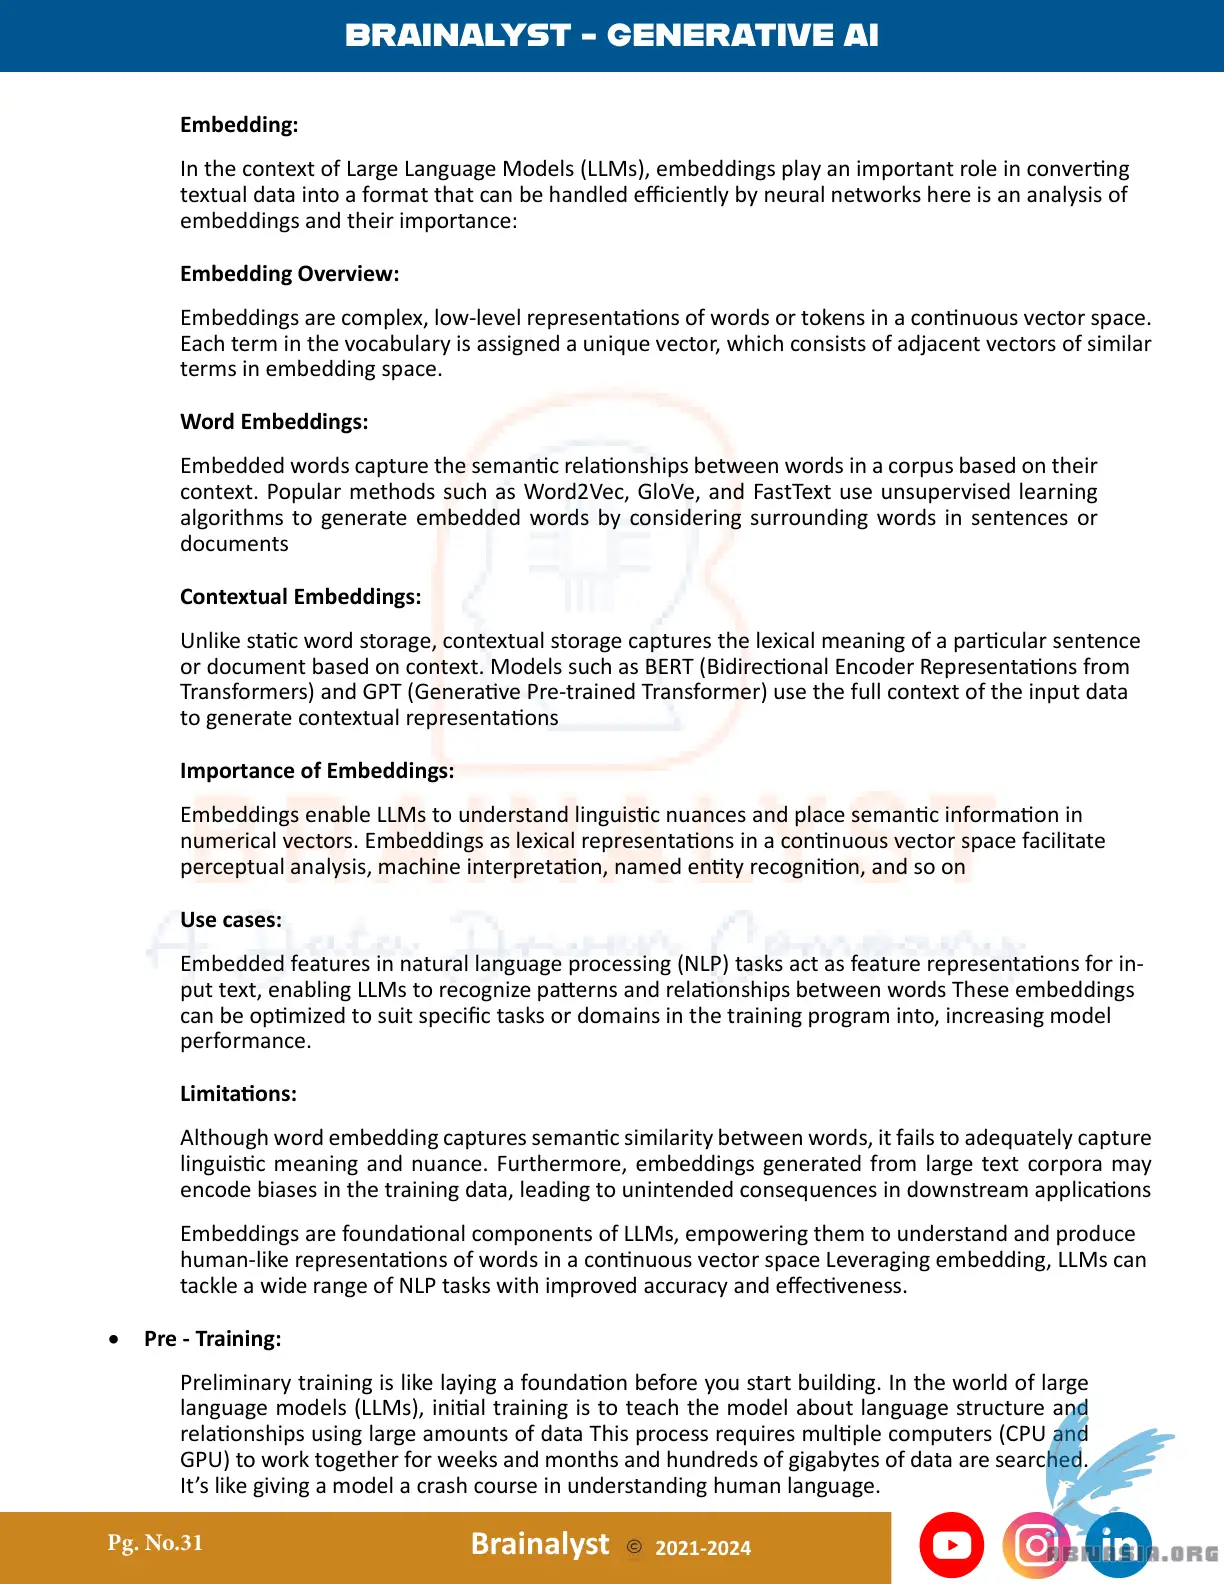 BRAINALYST - GENERATIVE AI
Embedding:
In the context of Large Language Models (LLMs), embeddings play an important role in converting
textual data into a format that can be handled efficiently by neural networks here is an analysis of
embeddings and their importance:
Embedding Overview:
Embeddings are complex, low-level representations of words or tokens in a continuous vector space.
Each term in the vocabulary is assigned a unique vector, which consists of adjacent vectors of similar
terms in embedding space.
Word Embeddings:
Embedded words capture the semantic relationships between words in a corpus based on their
context. Popular methods such as Word2Vec, GloVe, and FastText use unsupervised learning
algorithms to generate embedded words by considering surrounding words in sentences or
documents
Contextual Embeddings:
Unlike static word storage, contextual storage captures the lexical meaning of a particular sentence
or document based on context. Models such as BERT (Bidirectional Encoder Representations from
Transformers) and GPT (Generative Pre-trained Transformer) use the full context of the input data
to generate contextual representations
Importance of Embeddings:
Embeddings enable LLMs to understand linguistic nuances and place semantic information in
numerical vectors. Embeddings as lexical representations in a continuous vector space facilitate
perceptual analysis, machine interpretation, named entity recognition, and so on
BRAINALYST
Use cases:
A Data Driven Company
Embedded features in natural language processing (NLP) tasks act as feature representations for in-
put text, enabling LLMs to recognize patterns and relationships between words These embeddings
can be optimized to suit specific tasks or domains in the training program into, increasing model
performance.
Limitations:
Although word embedding captures semantic similarity between words, it fails to adequately capture
linguistic meaning and nuance. Furthermore, embeddings generated from large text corpora may
encode biases in the training data, leading to unintended consequences in downstream applications
Embeddings are foundational components of LLMs, empowering them to understand and produce
human-like representations of words in a continuous vector space Leveraging embedding, LLMs can
tackle a wide range of NLP tasks with improved accuracy and effectiveness.
• Pre - Training:
Preliminary training is like laying a foundation before you start building. In the world of large
language models (LLMs), initial training is to teach the model about language structure and
relationships using large amounts of data This process requires multiple computers (CPU and
GPU) to work together for weeks and months and hundreds of gigabytes of data are searched.
It's like giving a model a crash course in understanding human language.
Pg. No.31
Brainalyst © 2021-2024
in
ABIWASIA.ORG